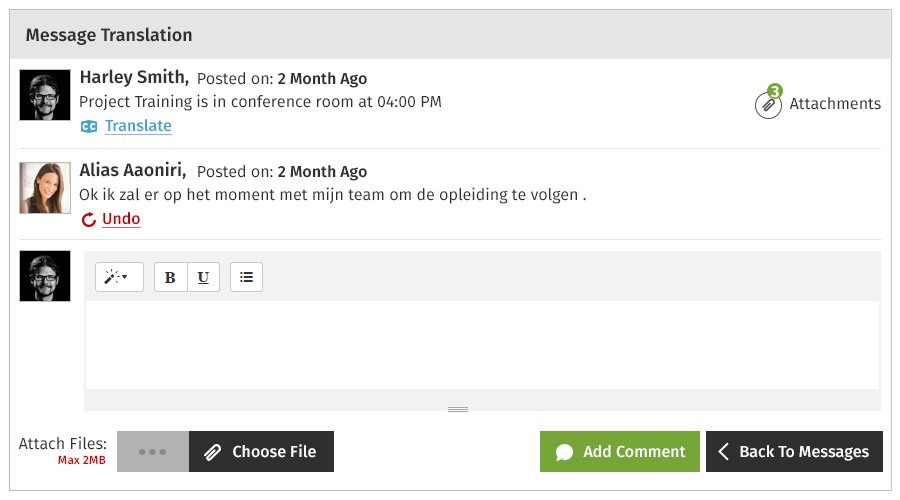 Message Translation
Harley Smith, Posted on: 2 Month Ago
Project Training is in conference room at 04:00 PM
3
Attachments
CC Translate
Alias Aaoniri, Posted on: 2 Month Ago
Ok ik zal er op het moment met mijn team om de opleiding te volgen .
Undo
B U
Attach Files:
Max 2MB
Choose File
Add Comment
Back To Messages